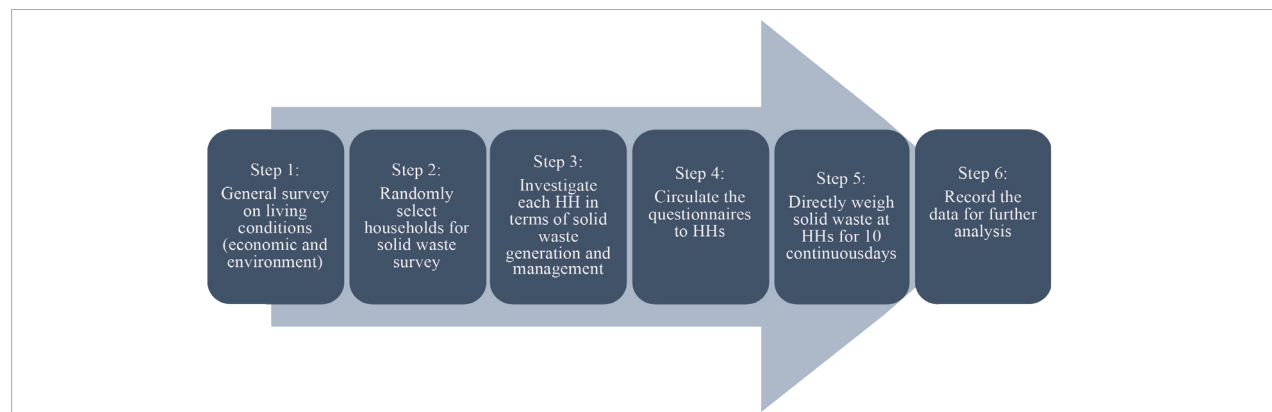 Step 1:
General survey
on living
conditions
(economic and
environment)
Step 2:
Randomly
select
households for
solid waste
survey
Step 3:
Investigate
each HH in
terms of solid
waste
generation and
management
Step 4:
Circulate the
questionnaires
to HHs
Step 5:
Directly weigh
solid waste at
HHs for 10
continuousdays
Step 6:
Record the
data for further
analysis